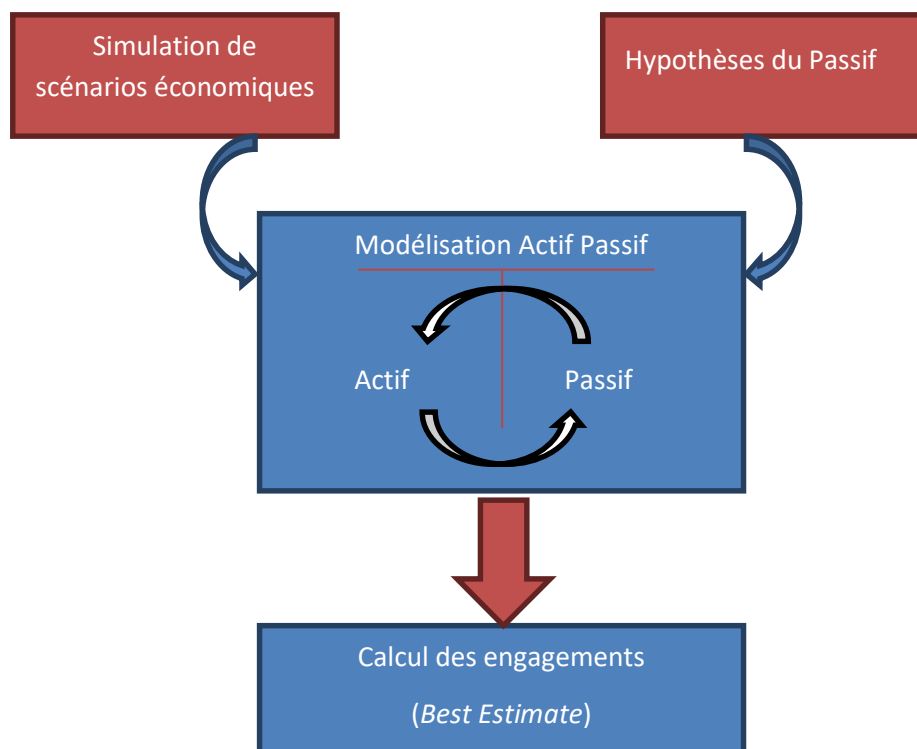 Simulation de
scénarios économiques
Hypothèses du Passif
Modélisation Actif Passif
Actif
Passif
Calcul des engagements
(Best Estimate)